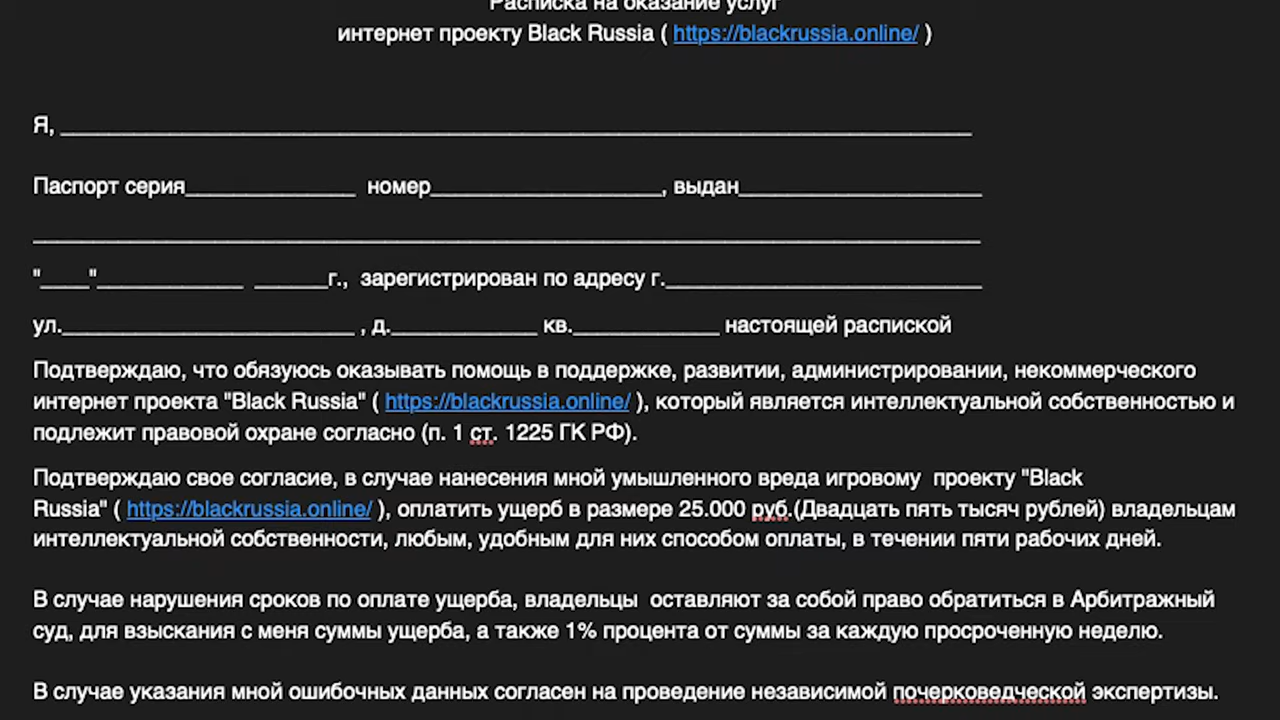 Расписка на оказание услуг
интернет проекту Black Russia ( https://blackrussia.online/ )
Я, ___________________________________________________________________________
Паспорт серия______________ номер___________________, выдан____________________
______________________________________________________________________________
"____"____________ ______г., зарегистрирован по адресу г.__________________________
ул.________________________ , д.____________ кв.____________ настоящей распиской
Подтверждаю, что обязуюсь оказывать помощь в поддержке, развитии, администрировании, некоммерческого
интернет проекта "Black Russia" ( https://blackrussia.online/ ), который является интеллектуальной собственностью и
подлежит правовой охране согласно (п. 1 ст. 1225 ГК РФ).
Подтверждаю свое согласие, в случае нанесения мной умышленного вреда игровому проекту "Black
Russia" ( https://blackrussia.online/ ), оплатить ущерб в размере 25.000 руб.(Двадцать пять тысяч рублей) владельцам
интеллектуальной собственности, любым, удобным для них способом оплаты, в течении пяти рабочих дней.
В случае нарушения сроков по оплате ущерба, владельцы оставляют за собой право обратиться в Арбитражный
суд, для взыскания с меня суммы ущерба, а также 1% процента от суммы за каждую просроченную неделю.
В случае указания мной ошибочных данных согласен на проведение независимой почерковедческой экспертизы.